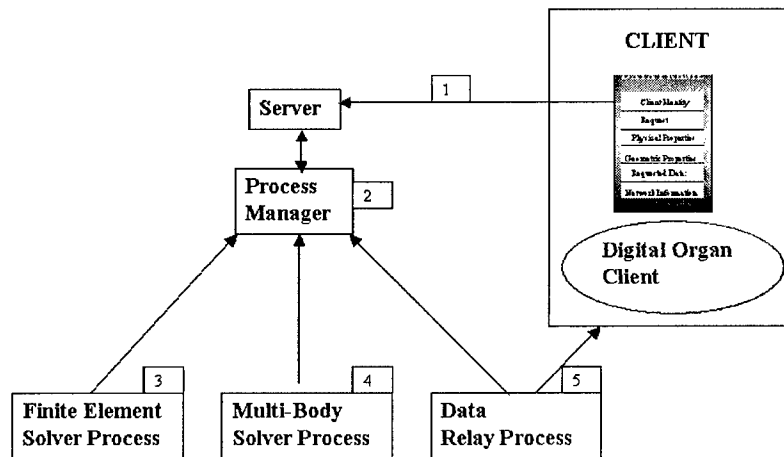 CLIENT
1
Server
Client Identity
Request
Physical Properties
Geometric Properties
Requested Data
Network Information
Process
Manager
2
Digital Organ
Client
3
4
5
Finite Element
Solver Process
Multi-Body
Solver Process
Data
Relay Process